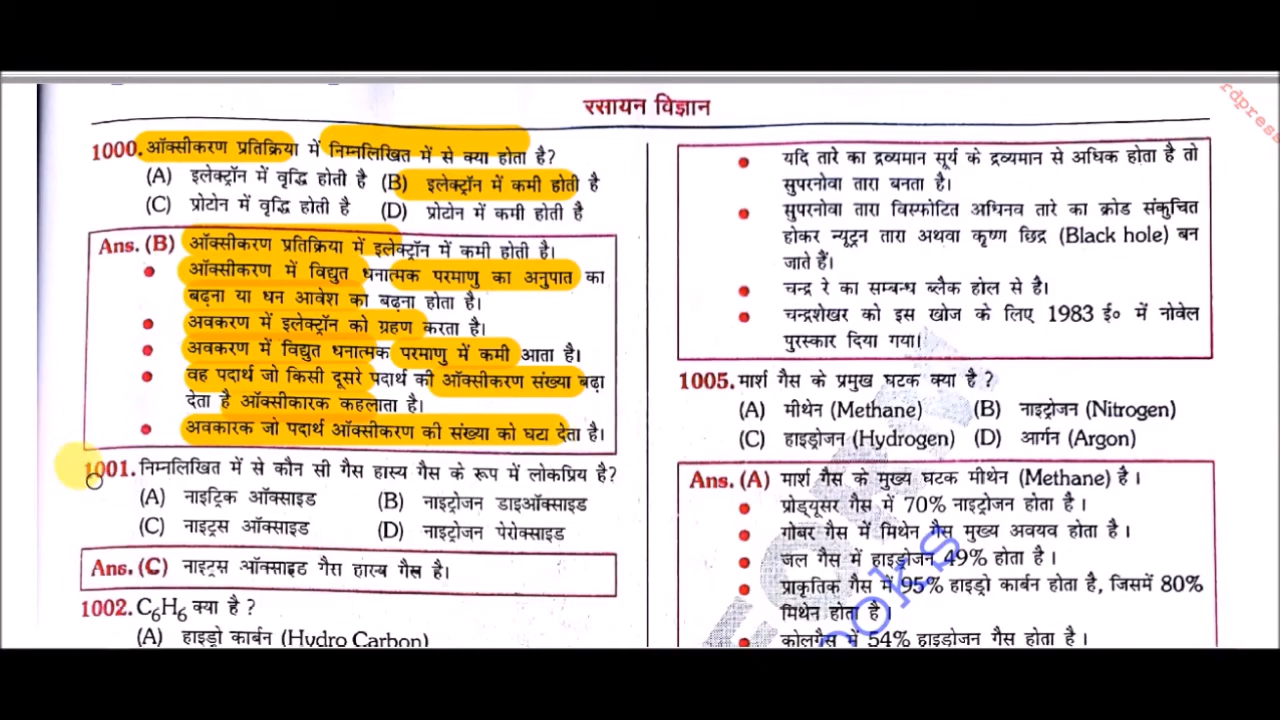 रसायन विज्ञान
1000. ऑक्सीकरण प्रतिक्रिया में निम्नलिखित में से क्या होता है?
(A) इलेक्ट्रॉन में वृद्धि होती है (B) इलेक्ट्रॉन में कमी होती है
(C) प्रोटोन में वृद्धि होती है (D) प्रोटोन में कमी होती है
Ans. (B) ऑक्सीकरण प्रतिक्रिया में इलेक्ट्रॉन में कमी होती है।
• ऑक्सीकरण में विद्युत धनात्मक परमाणु का अनुपात का
बढ़ना या धन आवेश को बढ़ना होता है।
• अवकरण में इलेक्ट्रॉन को ग्रहण करता है।
• अवकरण में विद्युत धनात्मक परमाणु में कमी आता है।
• वह पदार्थ जो किसी दूसरे पदार्थ की ऑक्सीकरण संख्या बढ़ा
देता है ऑक्सीकारक कहलाता है।
• अवकारक जो पदार्थ ऑक्सीकरण की संख्या को घटा देता है।
1001. निम्नलिखित में से कौन सी गैस हास्य गैस के रूप में लोकप्रिय है?
(A) नाइट्रिक ऑक्साइड (B) नाइट्रोजन डाइऑक्साइड
(C) नाइट्रस ऑक्साइड (D) नाइट्रोजन पेरोक्साइड
Ans. (C) नाइट्रस ऑक्साइड गैस हास्य गैस है।
1002. C₆H₆ क्या है ?
(A) हाइड्रो कार्बन (Hydro Carbon)
• यदि तारे का द्रव्यमान सूर्य के द्रव्यमान से अधिक होता है तो
सुपरनोवा तारा बनता है।
• सुपरनोवा तारा विस्फोटित अभिनव तारे का क्रोड संकुचित
होकर न्यूट्रन तारा अथवा कृष्ण छिद्र (Black hole) बन
जाते हैं।
• चन्द्र रे का सम्बन्ध ब्लैक होल से है।
• चन्द्रशेखर को इस खोज के लिए 1983 ई० में नोवेल
पुरस्कार दिया गया।
1005. मार्श गैस के प्रमुख घटक क्या है ?
(A) मीथेन (Methane) (B) नाइट्रोजन (Nitrogen)
(C) हाइड्रोजन (Hydrogen) (D) आर्गन (Argon)
Ans. (A) मार्श गैस के मुख्य घटक मीथेन (Methane) है ।
• प्रोड्यूसर गैस में 70% नाइट्रोजन होता है ।
• गोबर गैस में मिथेन गैस मुख्य अवयव होता है ।
• जल गैस में हाइड्रोजन 49% होता है ।
• प्राकृतिक गैस में 95% हाइड्रो कार्बन होता है, जिसमें 80%
मिथेन होता है ।
• कोलगैस में 54% हाइड्रोजन गैस होता है ।